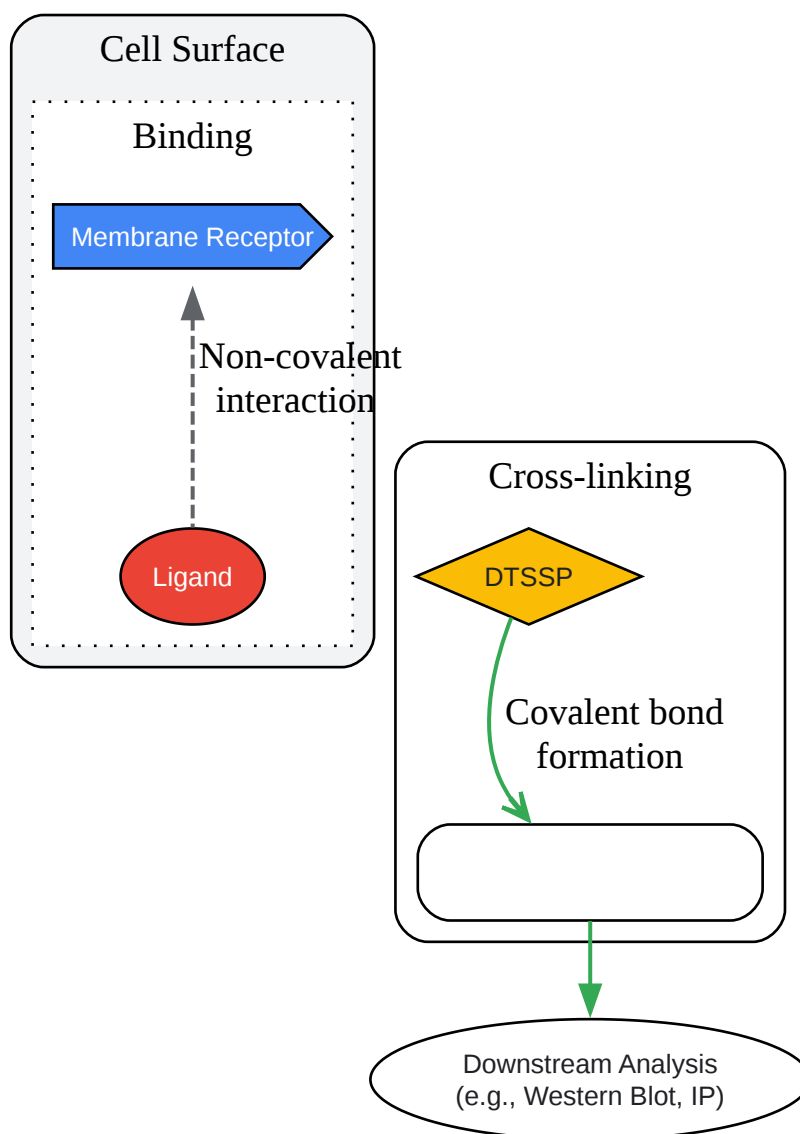 Cell Surface
Binding
Membrane Receptor
Non-covalent
interaction
Ligand
Cross-linking
DTSSP
Covalent bond
formation
Downstream Analysis
(e.g., Western Blot, IP)